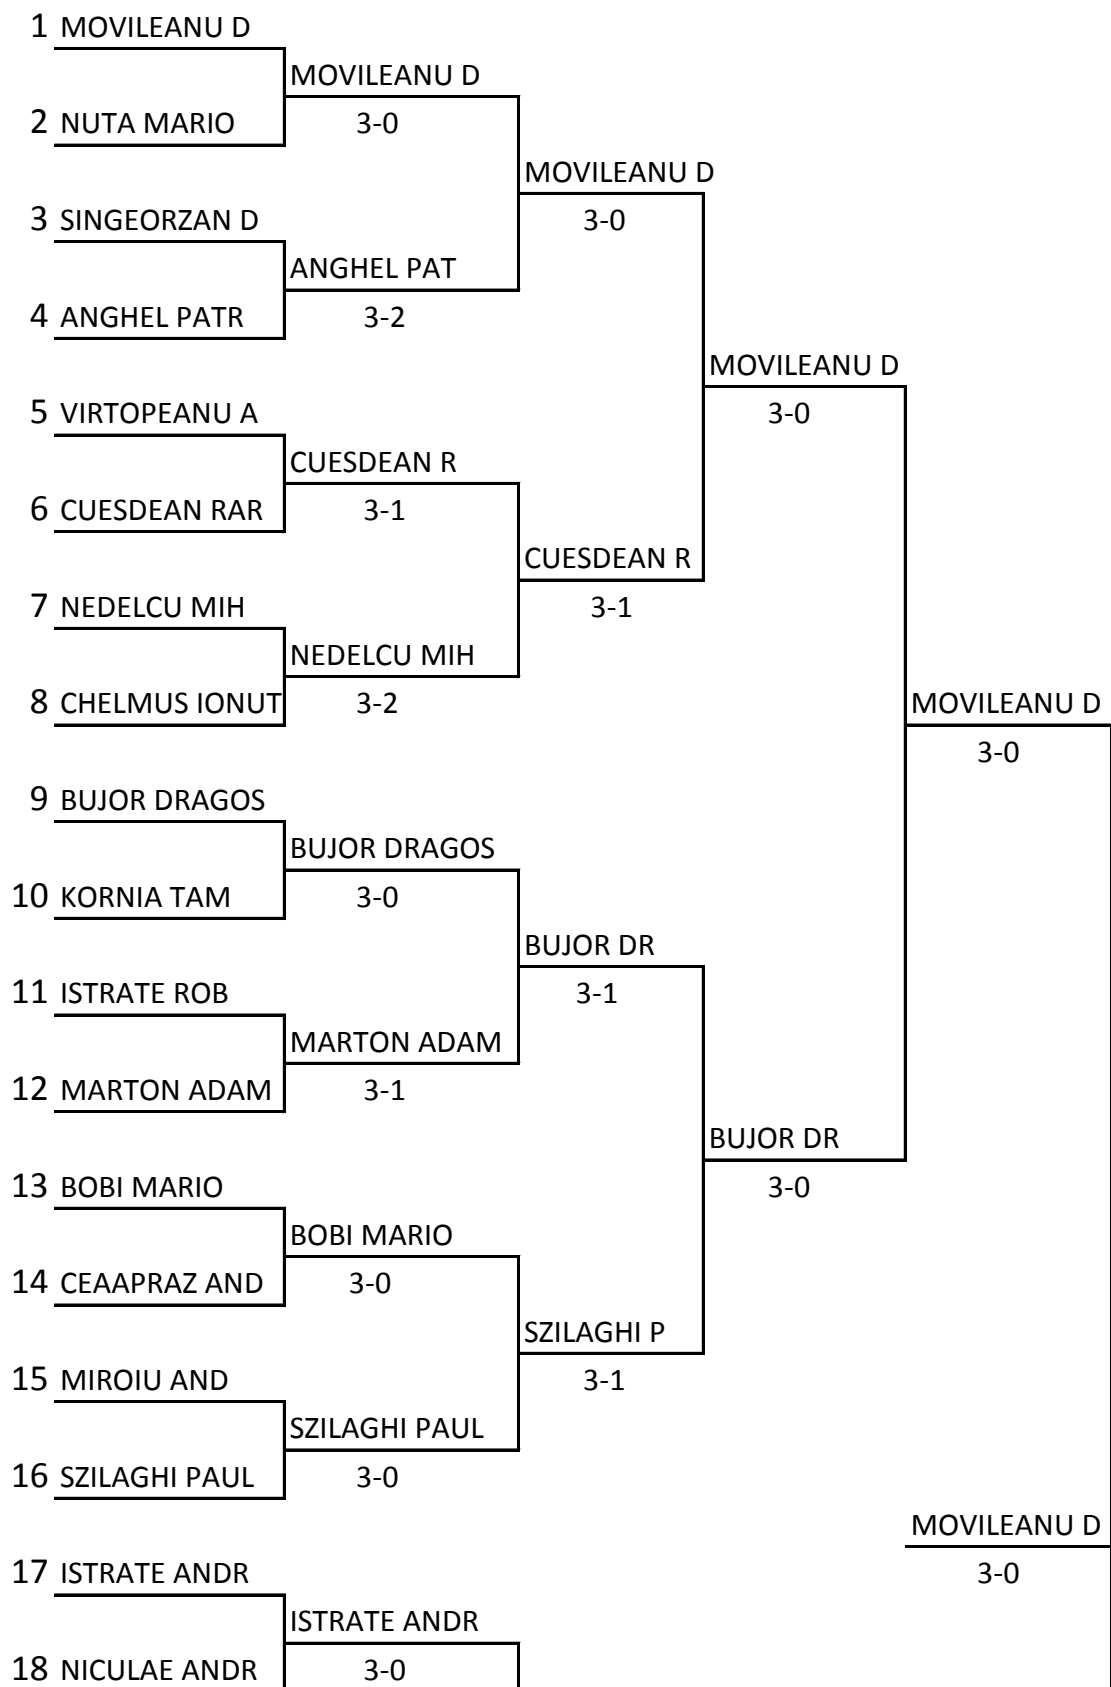 1 MOVILEANU D
MOVILEANU D
2 NUTA MARIO 3-0
MOVILEANU D
3 SINGEORZAN D 3-0
ANGHEL PAT
4 ANGHEL PATR 3-2
MOVILEANU D
5 VIRTOPEANU A 3-0
CUESDEAN R
6 CUESDEAN RAR 3-1
CUESDEAN R
7 NEDELCU MIH 3-1
NEDELCU MIH
8 CHELMUS IONUT 3-2 MOVILEANU D
3-0
9 BUJOR DRAGOS
BUJOR DRAGOS
10 KORNIA TAM 3-0
BUJOR DR
11 ISTRATE ROB 3-1
MARTON ADAM
12 MARTON ADAM 3-1
BUJOR DR
13 BOBI MARIO 3-0
BOBI MARIO
14 CEAAPRAZ AND 3-0
SZILAGHI P
15 MIROIU AND 3-1
SZILAGHI PAUL
16 SZILAGHI PAUL 3-0
MOVILEANU D
17 ISTRATE ANDR 3-0
ISTRATE ANDR
18 NICULAE ANDR 3-0